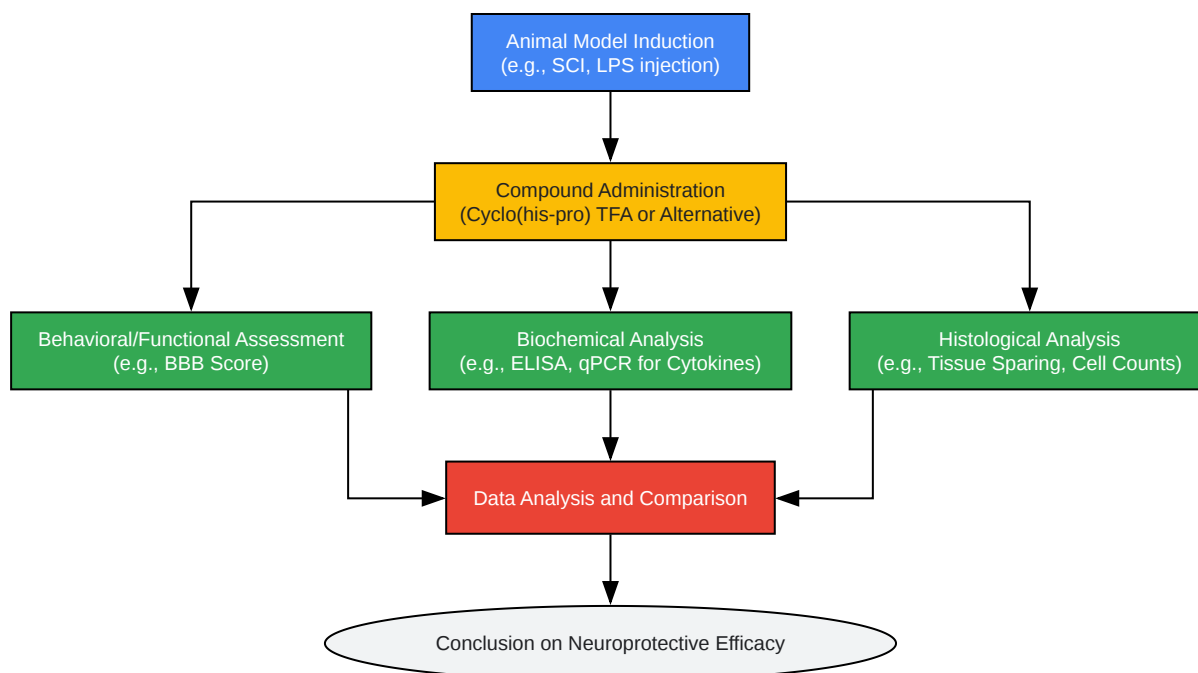 Animal Model Induction
(e.g., SCI, LPS injection)
Compound Administration
(Cyclo(his-pro) TFA or Alternative)
Behavioral/Functional Assessment
(e.g., BBB Score)
Biochemical Analysis
(e.g., ELISA, qPCR for Cytokines)
Histological Analysis
(e.g., Tissue Sparing, Cell Counts)
Data Analysis and Comparison
Conclusion on Neuroprotective Efficacy